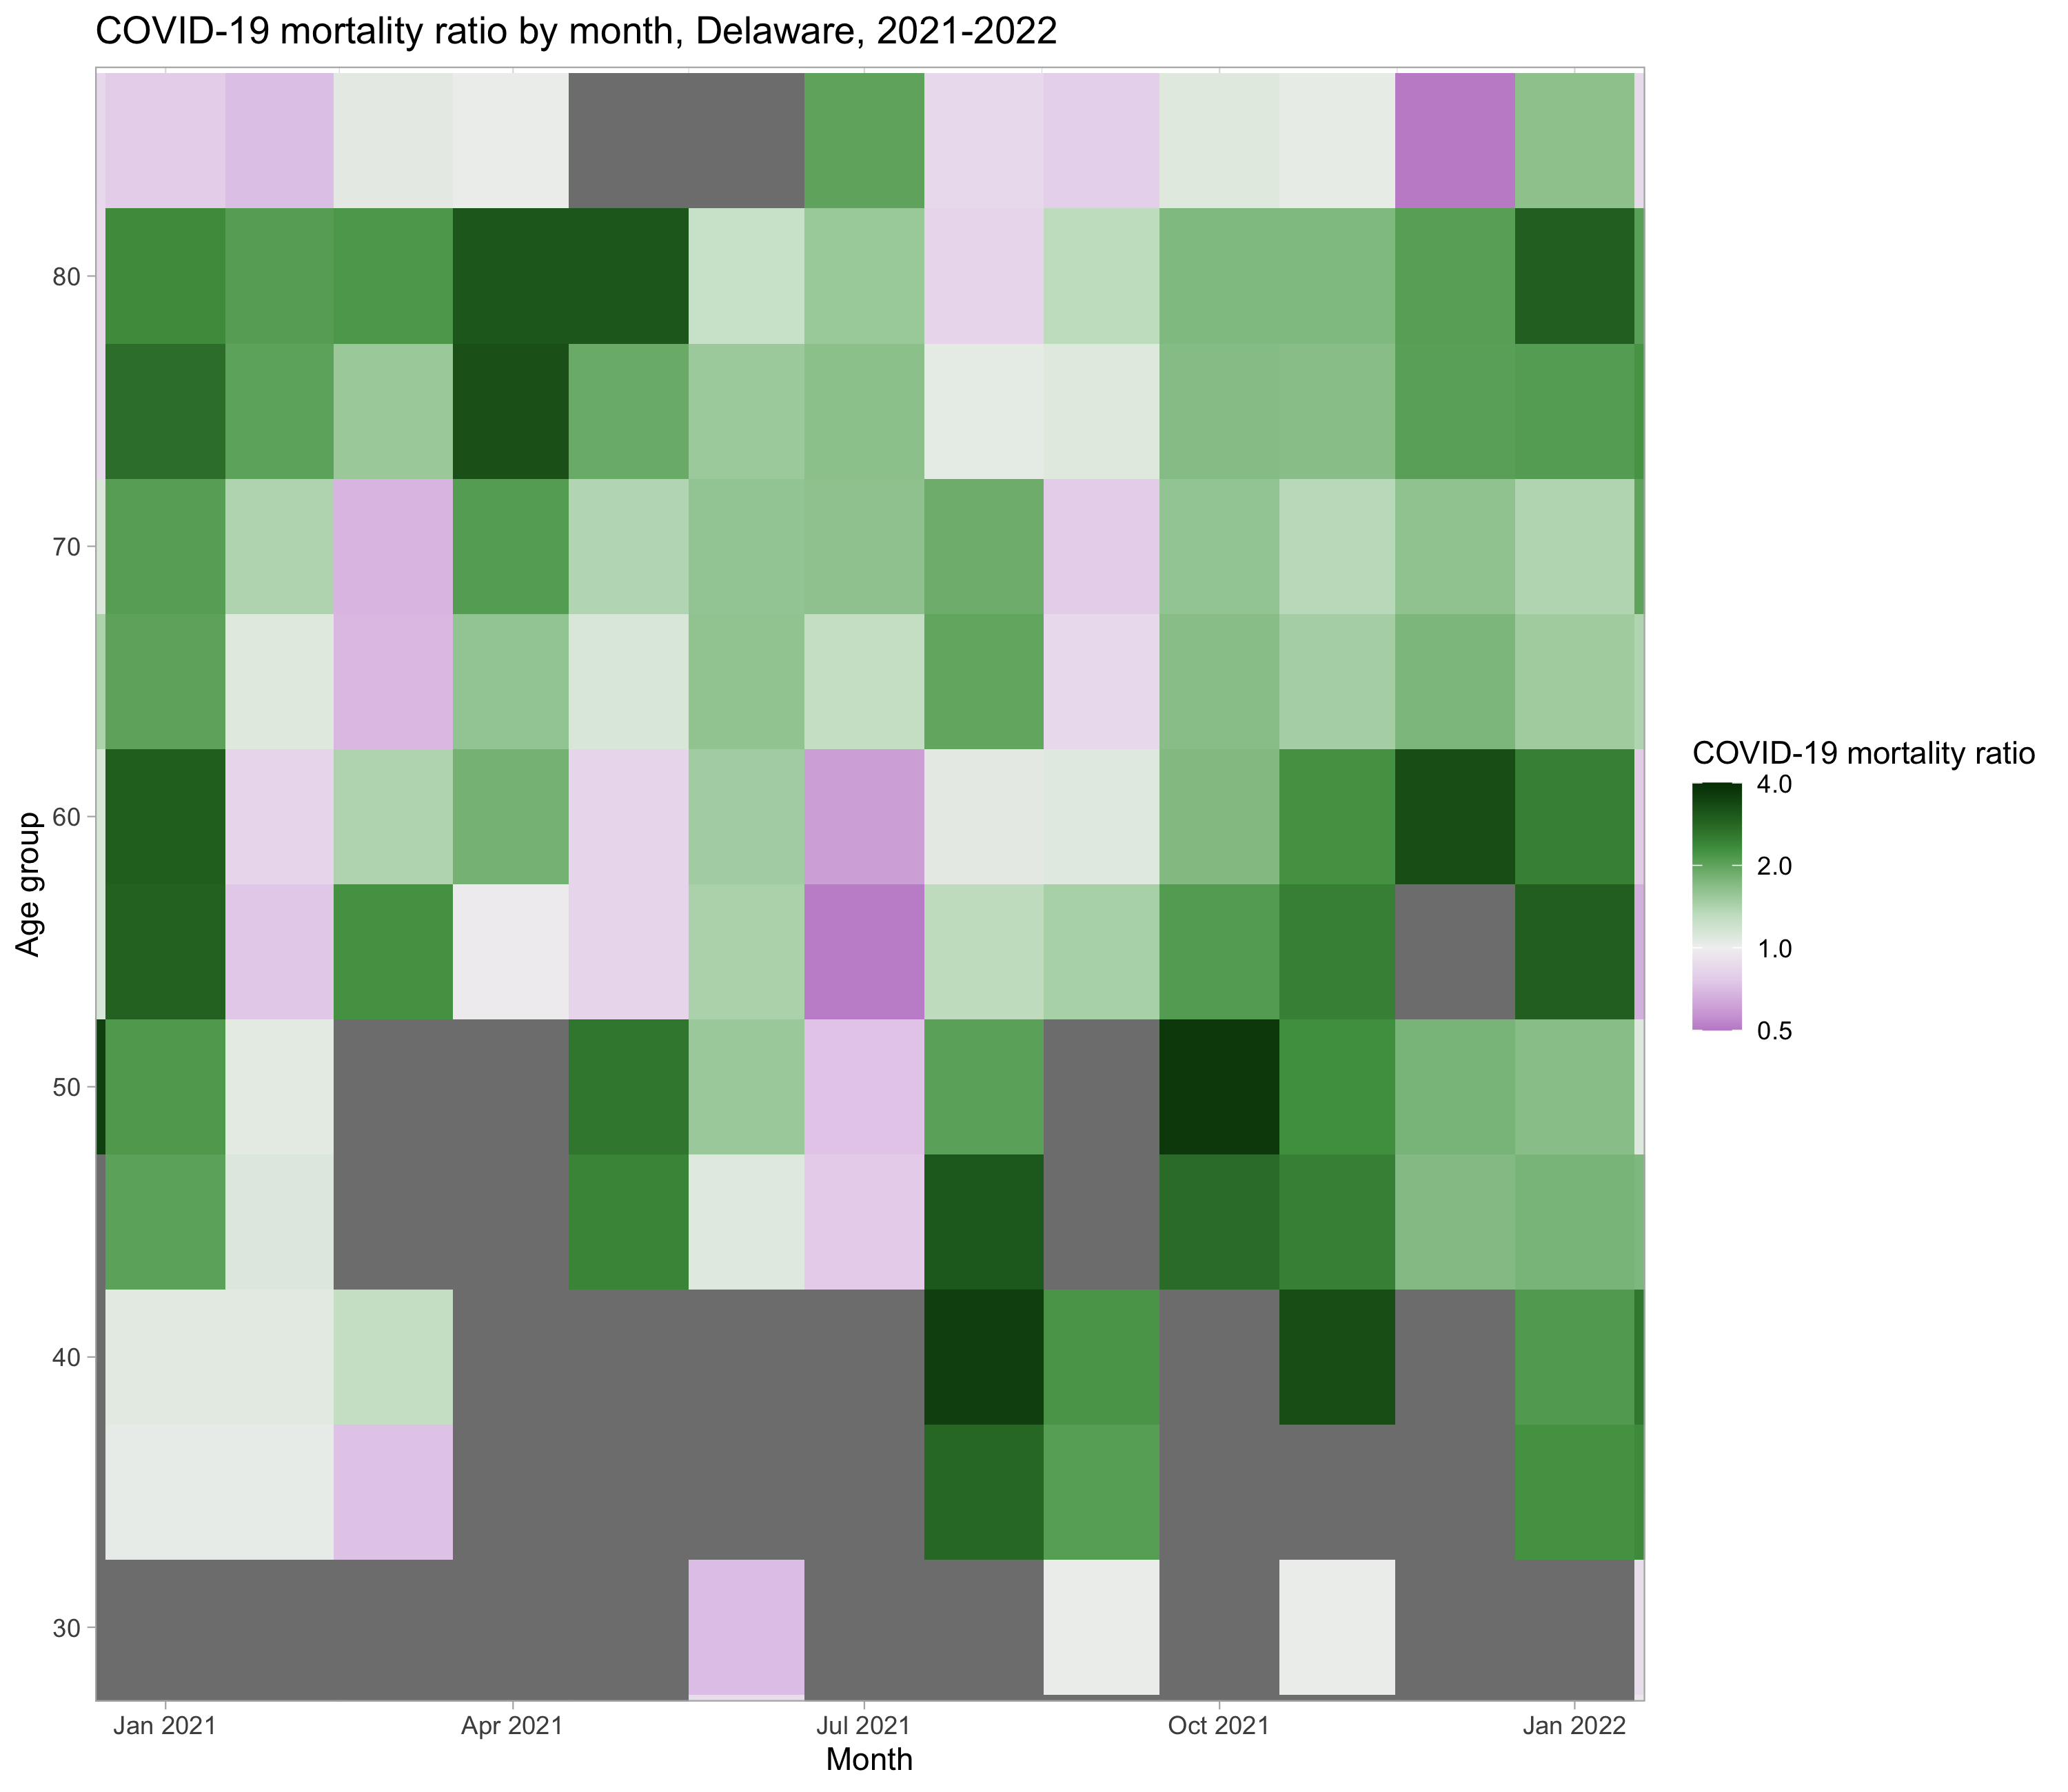 COVID-19 mortality ratio by month, Delaware, 2021-2022
80
70
60
50
40
30
Age group
Jan 2021
Apr 2021
Jul 2021
Oct 2021
Jan 2022
Month
COVID-19 mortality ratio
4.0
2.0
1.0
0.5